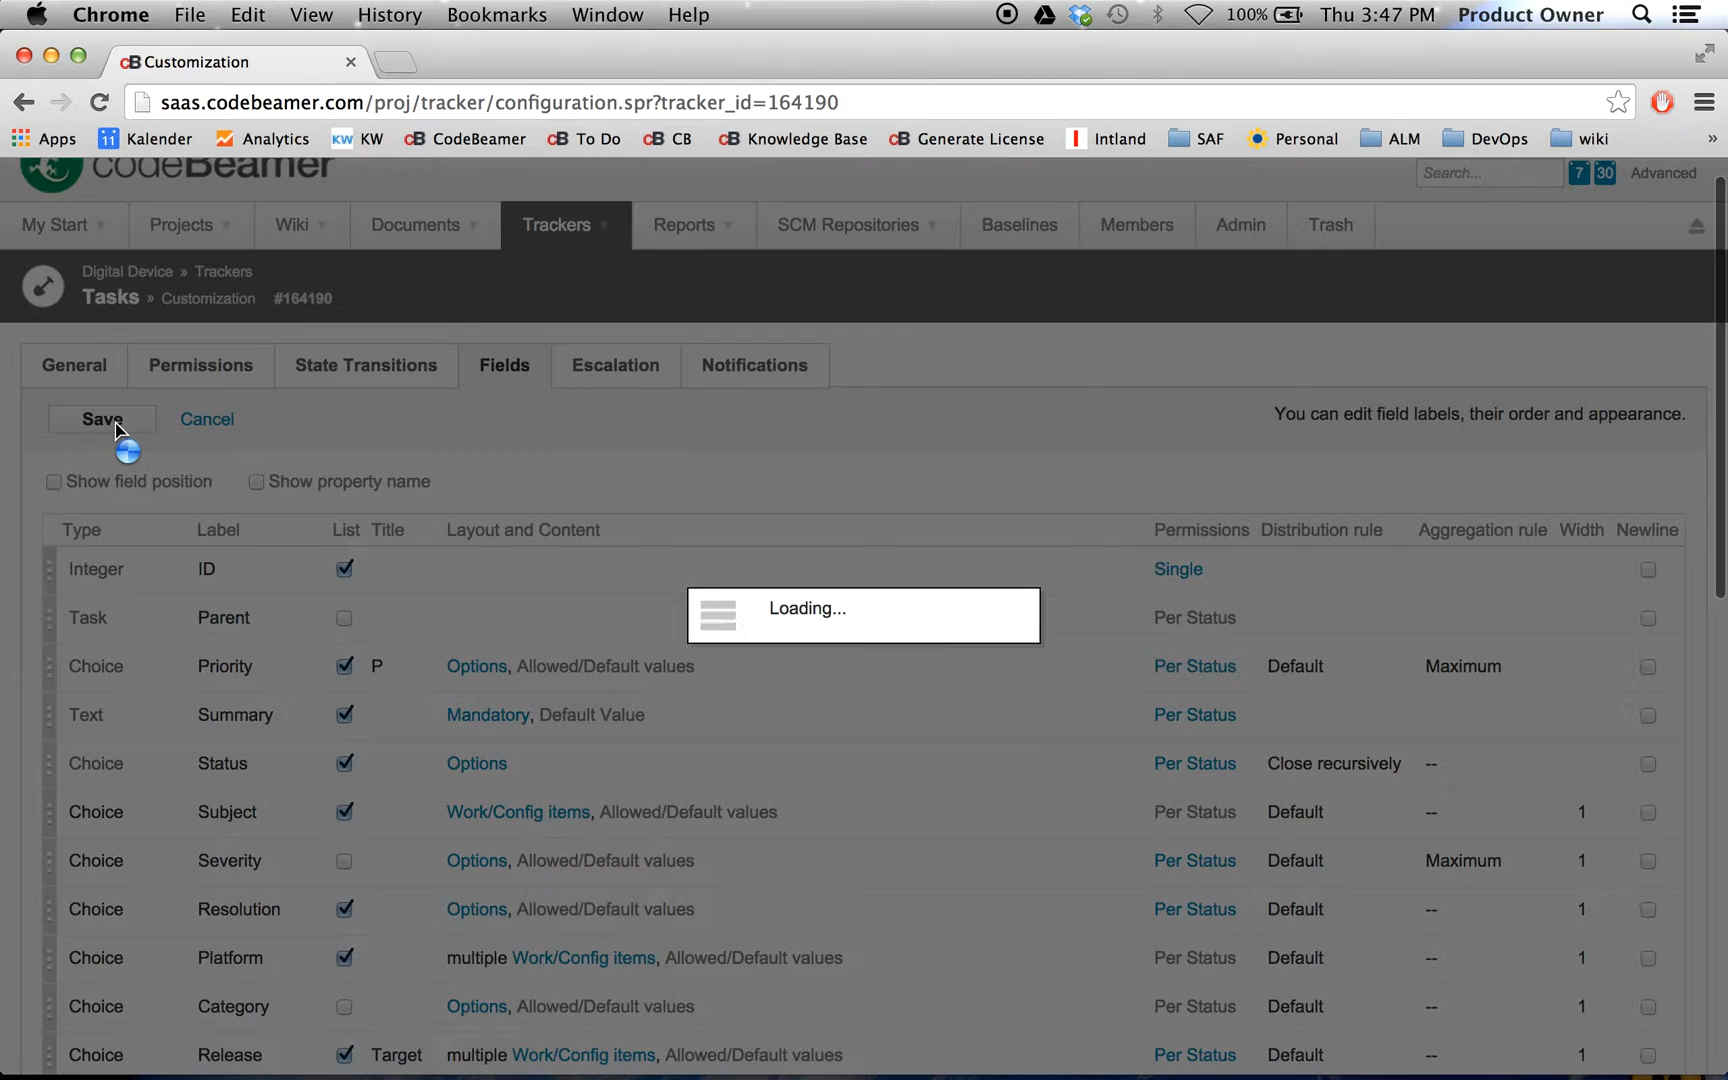 Chrome File Edit View History Bookmarks Window Help 100% Thu 3:47 PM Product Owner
cB Customization
saas.codebeamer.com/proj/tracker/configuration.spr?tracker_id=164190
Apps 11 Kalender Analytics KW KW cB CodeBeamer cB To Do cB CB cB Knowledge Base cB Generate License Intland SAF Personal ALM DevOps wiki »
codeBeamer Search... 7 30 Advanced
My Start Projects Wiki Documents Trackers Reports SCM Repositories Baselines Members Admin Trash
Digital Device » Trackers
Tasks » Customization #164190
General Permissions State Transitions Fields Escalation Notifications
Save Cancel You can edit field labels, their order and appearance.
Show field position Show property name
Type Label List Title Layout and Content Permissions Distribution rule Aggregation rule Width Newline
Integer ID Single
Loading...
Task Parent Per Status
Choice Priority P Options, Allowed/Default values Per Status Default Maximum
Text Summary Mandatory, Default Value Per Status
Choice Status Options Per Status Close recursively --
Choice Subject Work/Config items, Allowed/Default values Per Status Default -- 1
Choice Severity Options, Allowed/Default values Per Status Default Maximum 1
Choice Resolution Options, Allowed/Default values Per Status Default -- 1
Choice Platform multiple Work/Config items, Allowed/Default values Per Status Default -- 1
Choice Category Options, Allowed/Default values Per Status Default -- 1
Choice Release Target multiple Work/Config items, Allowed/Default values Per Status Default -- 1